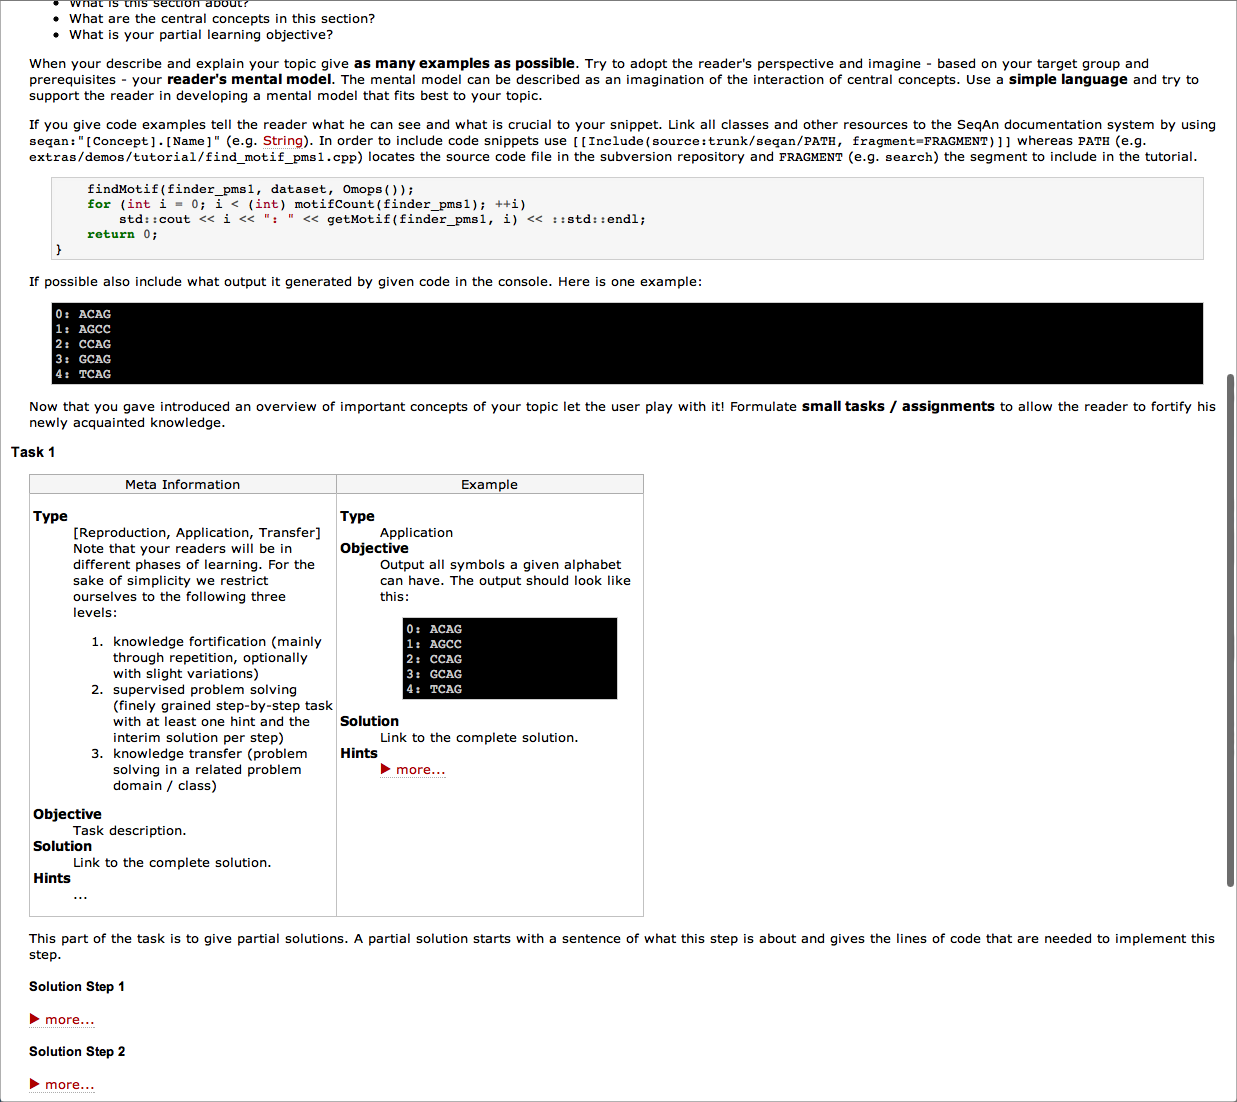 What is this section about?
What are the central concepts in this section?
What is your partial learning objective?
When your describe and explain your topic give as many examples as possible. Try to adopt the reader's perspective and imagine - based on your target group and
prerequisites - your reader's mental model. The mental model can be described as an imagination of the interaction of central concepts. Use a simple language and try to
support the reader in developing a mental model that fits best to your topic.
If you give code examples tell the reader what he can see and what is crucial to your snippet. Link all classes and other resources to the SeqAn documentation system by using
seqan:"[Concept].[Name]" (e.g. String). In order to include code snippets use [[Include(source:trunk/seqan/PATH, fragment=FRAGMENT)]] whereas PATH (e.g.
extras/demos/tutorial/find_motif_pms1.cpp) locates the source code file in the subversion repository and FRAGMENT (e.g. search) the segment to include in the tutorial.
findMotif(finder_pms1, dataset, Omops());
for (int i = 0; i < (int) motifCount(finder_pms1); ++i)
std::cout << i << ": " << getMotif(finder_pms1, i) << ::std::endl;
return 0;
}
If possible also include what output it generated by given code in the console. Here is one example:
0: ACAG
1: AGCC
2: CCAG
3: GCAG
4: TCAG
Now that you gave introduced an overview of important concepts of your topic let the user play with it! Formulate small tasks / assignments to allow the reader to fortify his
newly acquainted knowledge.
Task 1
Meta Information
Type
[Reproduction, Application, Transfer]
Note that your readers will be in
different phases of learning. For the
sake of simplicity we restrict
ourselves to the following three
levels:
1. knowledge fortification (mainly
through repetition, optionally
with slight variations)
2. supervised problem solving
(finely grained step-by-step task
with at least one hint and the
interim solution per step)
3. knowledge transfer (problem
solving in a related problem
domain / class)
Objective
Task description.
Solution
Link to the complete solution.
Hints
...
Example
Type
Application
Objective
Output all symbols a given alphabet
can have. The output should look like
this:
0: ACAG
1: AGCC
2: CCAG
3: GCAG
4: TCAG
Solution
Link to the complete solution.
Hints
▶ more...
This part of the task is to give partial solutions. A partial solution starts with a sentence of what this step is about and gives the lines of code that are needed to implement this
step.
Solution Step 1
▶ more...
Solution Step 2
▶ more...